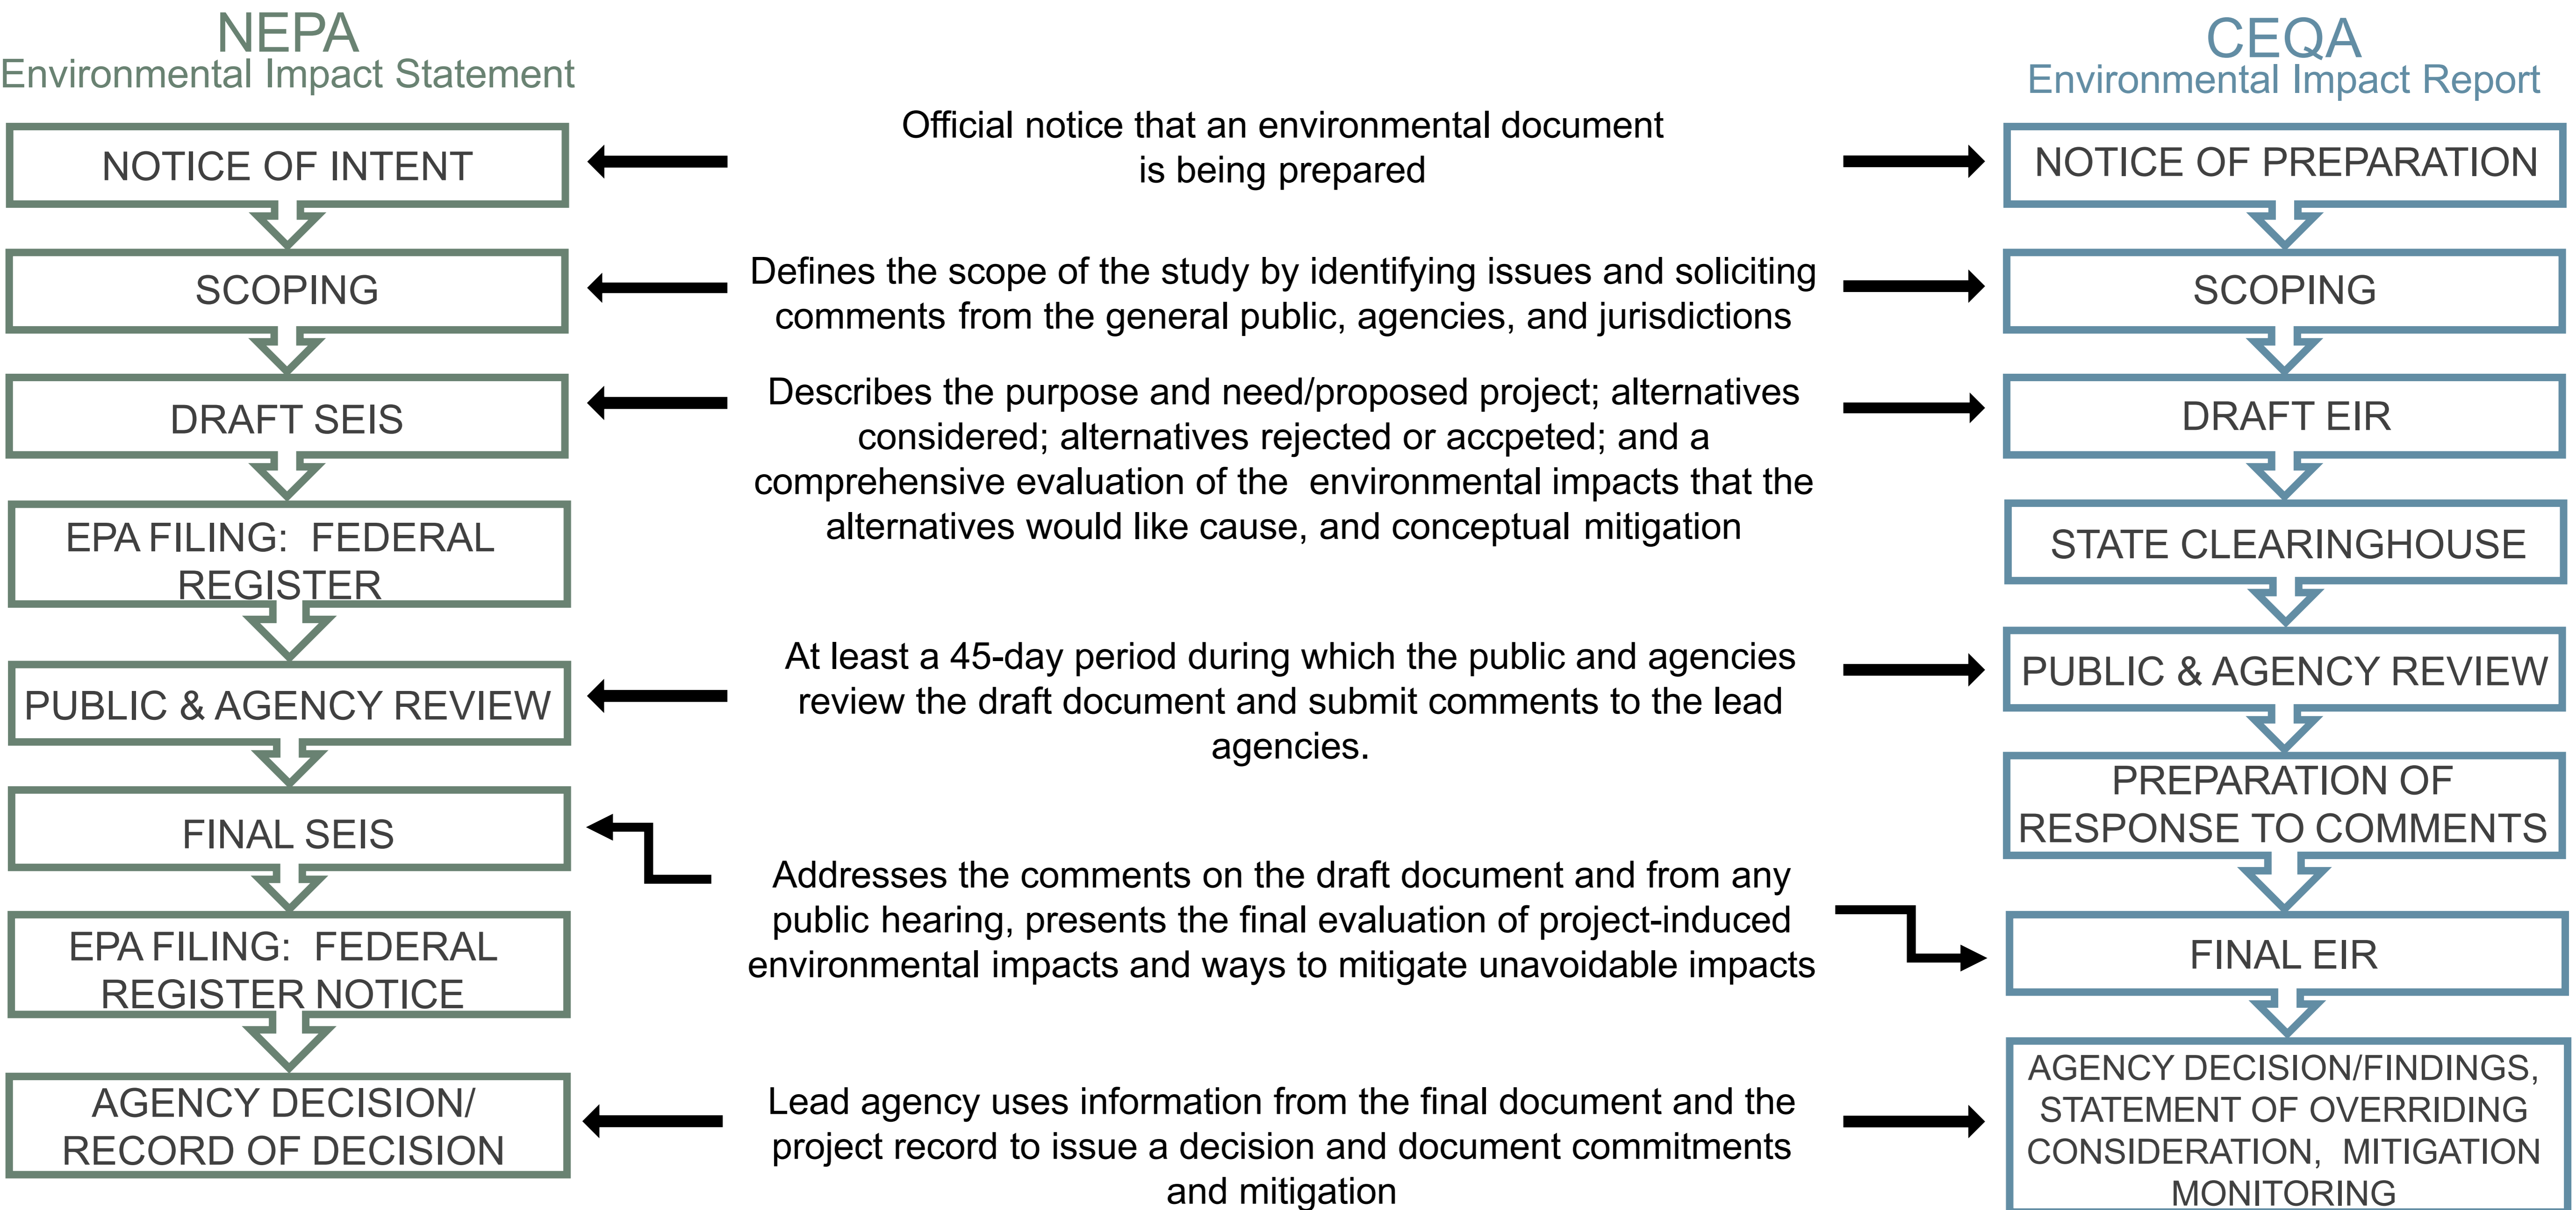 NEPA
Environmental Impact Statement
NOTICE OF INTENT
SCOPING
DRAFT SEIS
EPA FILING: FEDERAL
REGISTER
PUBLIC & AGENCY REVIEW
FINAL SEIS
EPA FILING: FEDERAL
REGISTER NOTICE
AGENCY DECISION/
RECORD OF DECISION
Official notice that an environmental document
is being prepared
Defines the scope of the study by identifying issues and soliciting
comments from the general public, agencies, and jurisdictions
Describes the purpose and need/proposed project; alternatives
considered; alternatives rejected or accpeted; and a
comprehensive evaluation of the environmental impacts that the
alternatives would like cause, and conceptual mitigation
At least a 45-day period during which the public and agencies
review the draft document and submit comments to the lead
agencies.
Addresses the comments on the draft document and from any
public hearing, presents the final evaluation of project-induced
environmental impacts and ways to mitigate unavoidable impacts
Lead agency uses information from the final document and the
project record to issue a decision and document commitments
and mitigation
CEQA
Environmental Impact Report
NOTICE OF PREPARATION
SCOPING
DRAFT EIR
STATE CLEARINGHOUSE
PUBLIC & AGENCY REVIEW
PREPARATION OF
RESPONSE TO COMMENTS
FINAL EIR
AGENCY DECISION/FINDINGS,
STATEMENT OF OVERRIDING
CONSIDERATION, MITIGATION
MONITORING